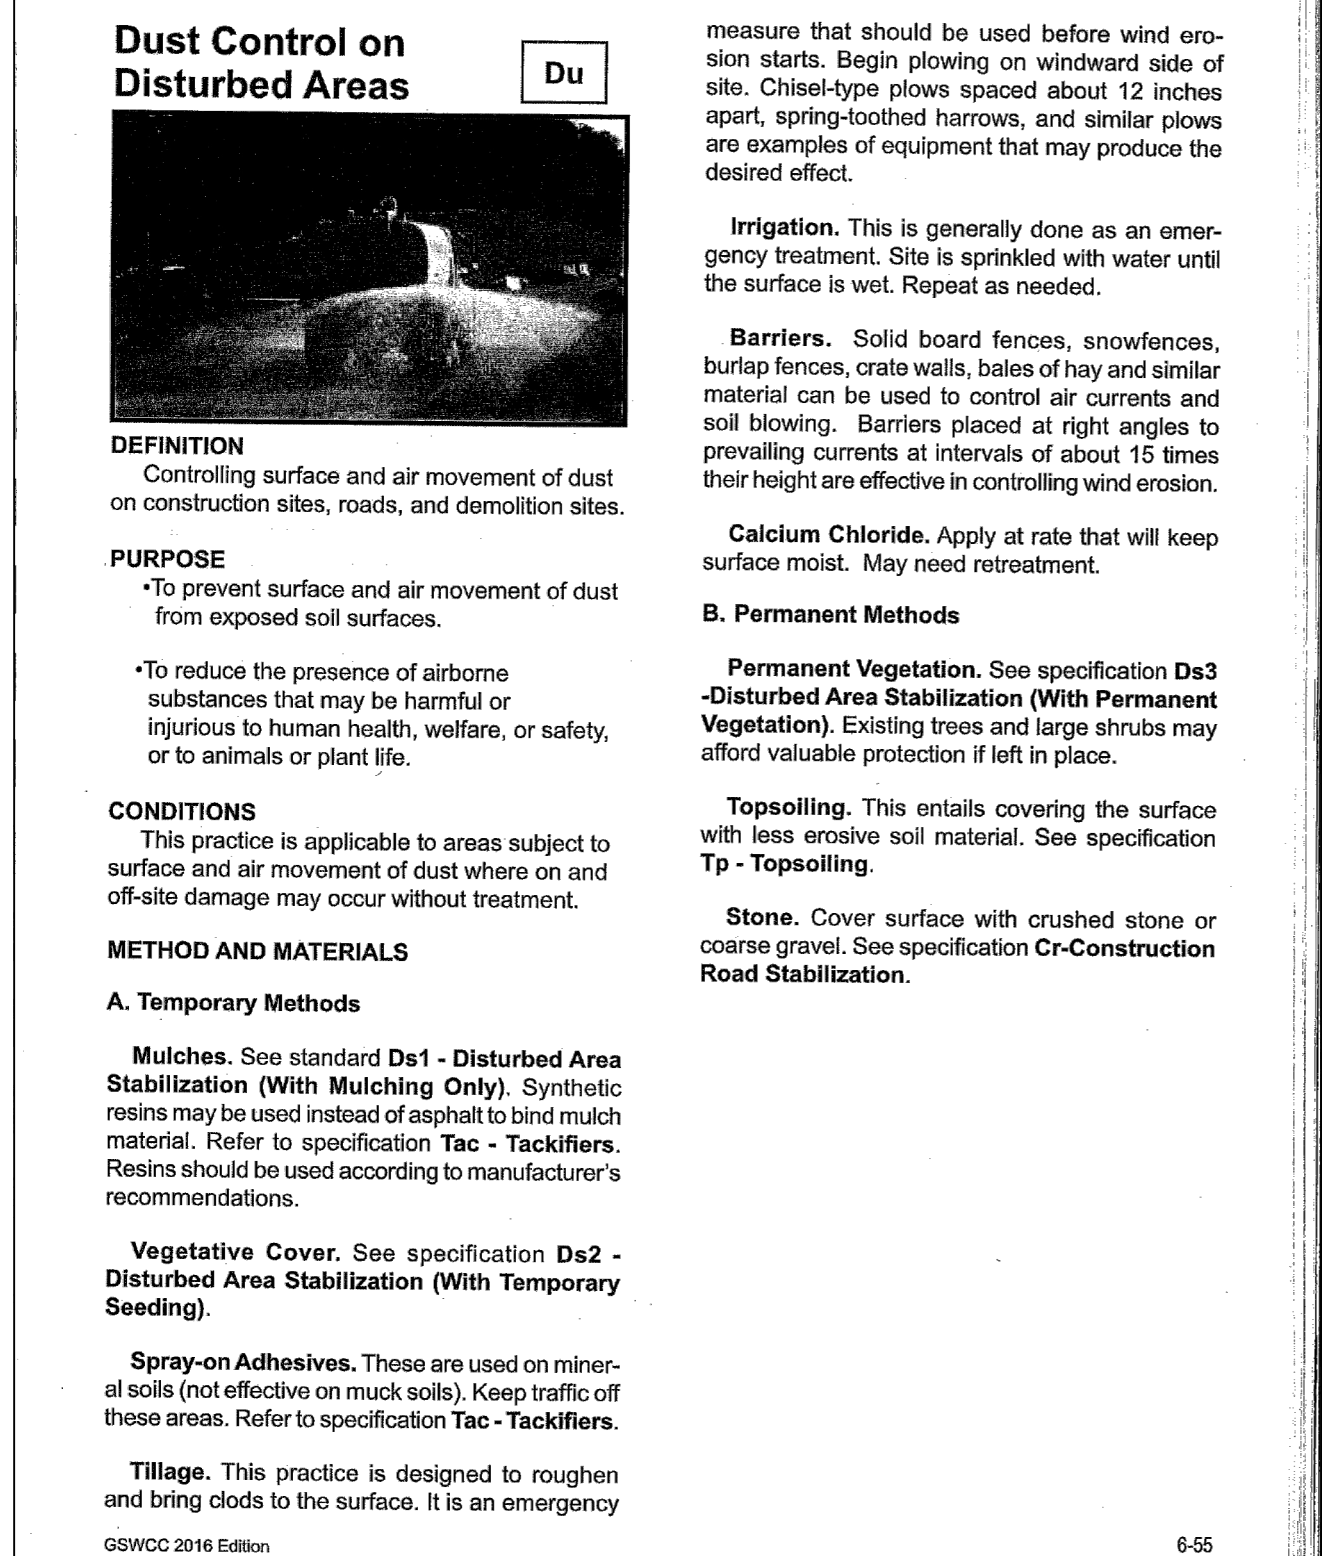 Dust Control on
Disturbed Areas
Du
DEFINITION
Controlling surface and air movement of dust
on construction sites, roads, and demolition sites.
PURPOSE
•To prevent surface and air movement of dust
from exposed soil surfaces.
•To reduce the presence of airborne
substances that may be harmful or
injurious to human health, welfare, or safety,
or to animals or plant life.
CONDITIONS
This practice is applicable to areas subject to
surface and air movement of dust where on and
off-site damage may occur without treatment.
METHOD AND MATERIALS
A. Temporary Methods
Mulches. See standard Ds1 - Disturbed Area
Stabilization (With Mulching Only). Synthetic
resins may be used instead of asphalt to bind mulch
material. Refer to specification Tac - Tackifiers.
Resins should be used according to manufacturer's
recommendations.
Vegetative Cover. See specification Ds2 -
Disturbed Area Stabilization (With Temporary
Seeding).
Spray-on Adhesives. These are used on miner-
al soils (not effective on muck soils). Keep traffic off
these areas. Refer to specification Tac - Tackifiers.
Tillage. This practice is designed to roughen
and bring clods to the surface. It is an emergency
measure that should be used before wind ero-
sion starts. Begin plowing on windward side of
site. Chisel-type plows spaced about 12 inches
apart, spring-toothed harrows, and similar plows
are examples of equipment that may produce the
desired effect.
Irrigation. This is generally done as an emer-
gency treatment. Site is sprinkled with water until
the surface is wet. Repeat as needed.
Barriers. Solid board fences, snowfences,
burlap fences, crate walls, bales of hay and similar
material can be used to control air currents and
soil blowing. Barriers placed at right angles to
prevailing currents at intervals of about 15 times
their height are effective in controlling wind erosion.
Calcium Chloride. Apply at rate that will keep
surface moist. May need retreatment.
B. Permanent Methods
Permanent Vegetation. See specification Ds3
-Disturbed Area Stabilization (With Permanent
Vegetation). Existing trees and large shrubs may
afford valuable protection if left in place.
Topsoiling. This entails covering the surface
with less erosive soil material. See specification
Tp - Topsoiling.
Stone. Cover surface with crushed stone or
coarse gravel. See specification Cr-Construction
Road Stabilization.
GSWCC 2016 Edition
6-55